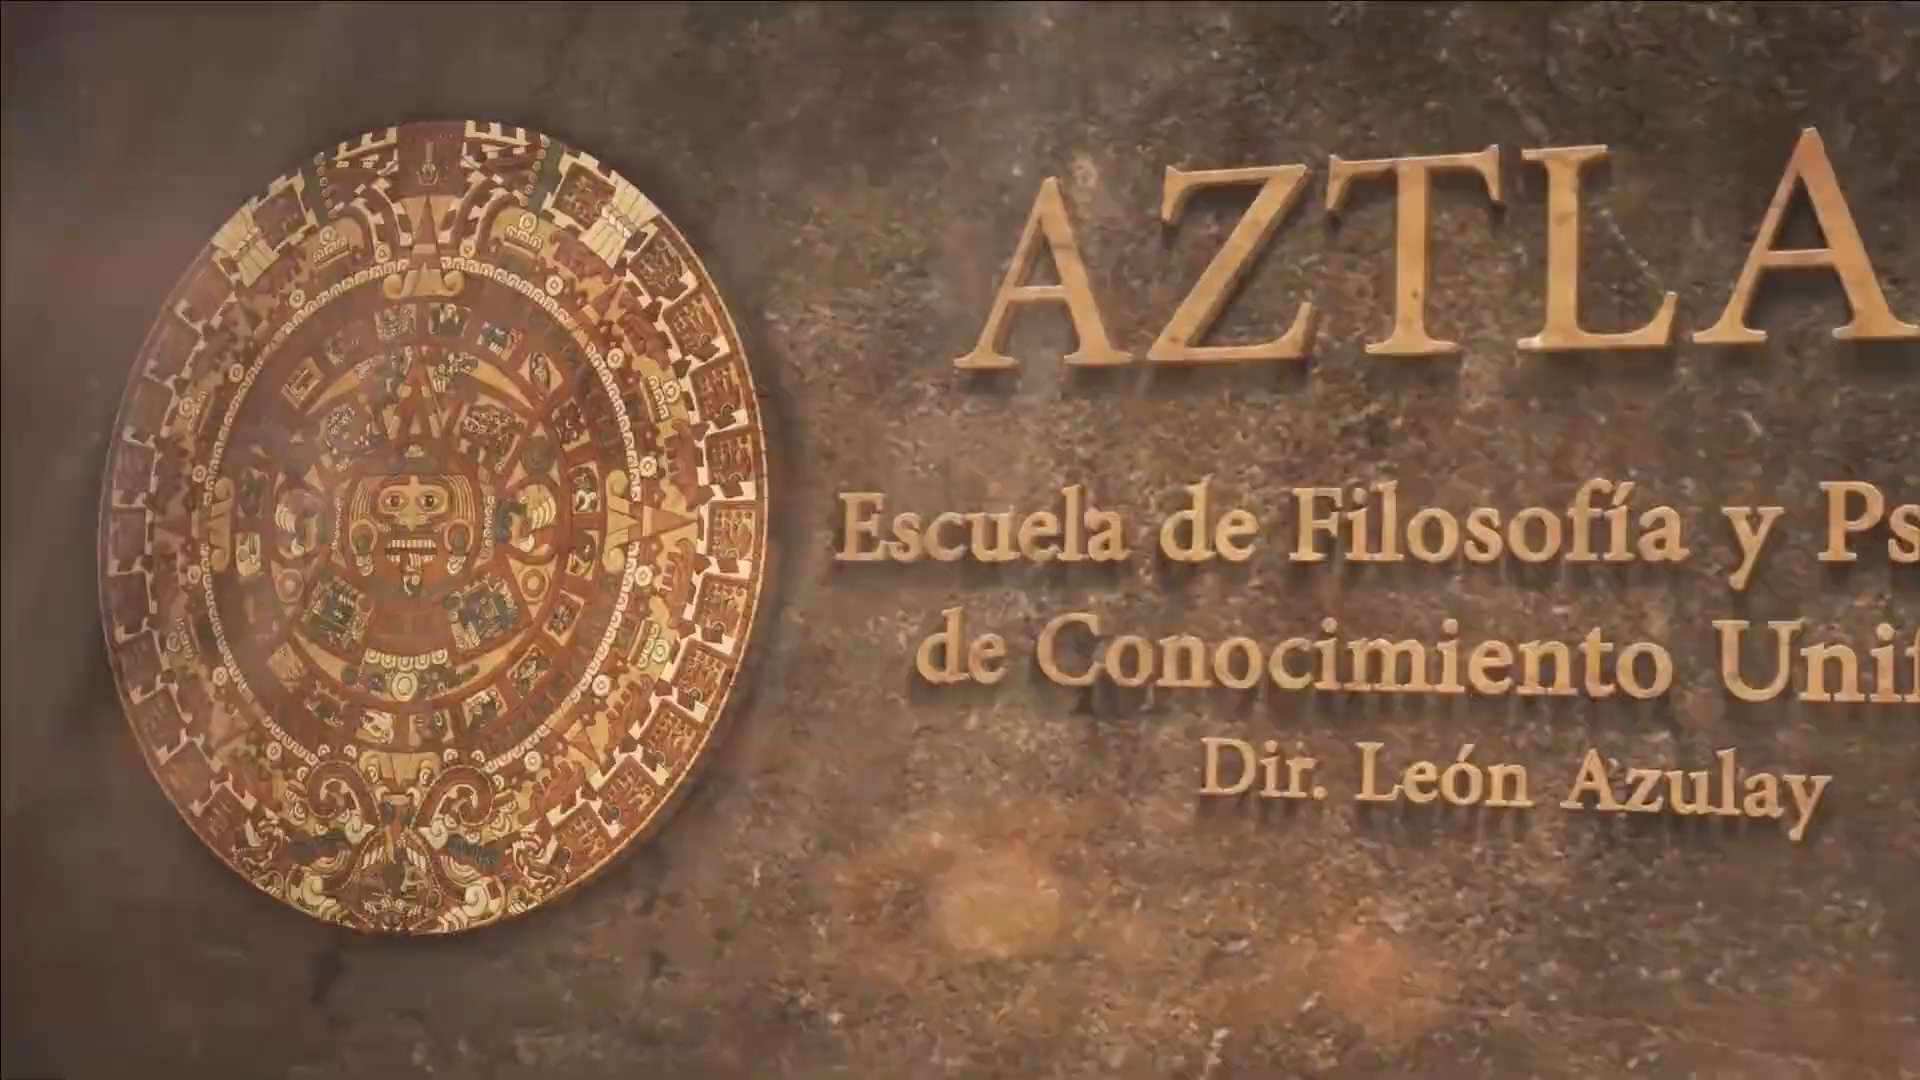 AZTLA
Escuela de Filosofía y Ps
de Conocimiento Unif
Dir. León Azulay